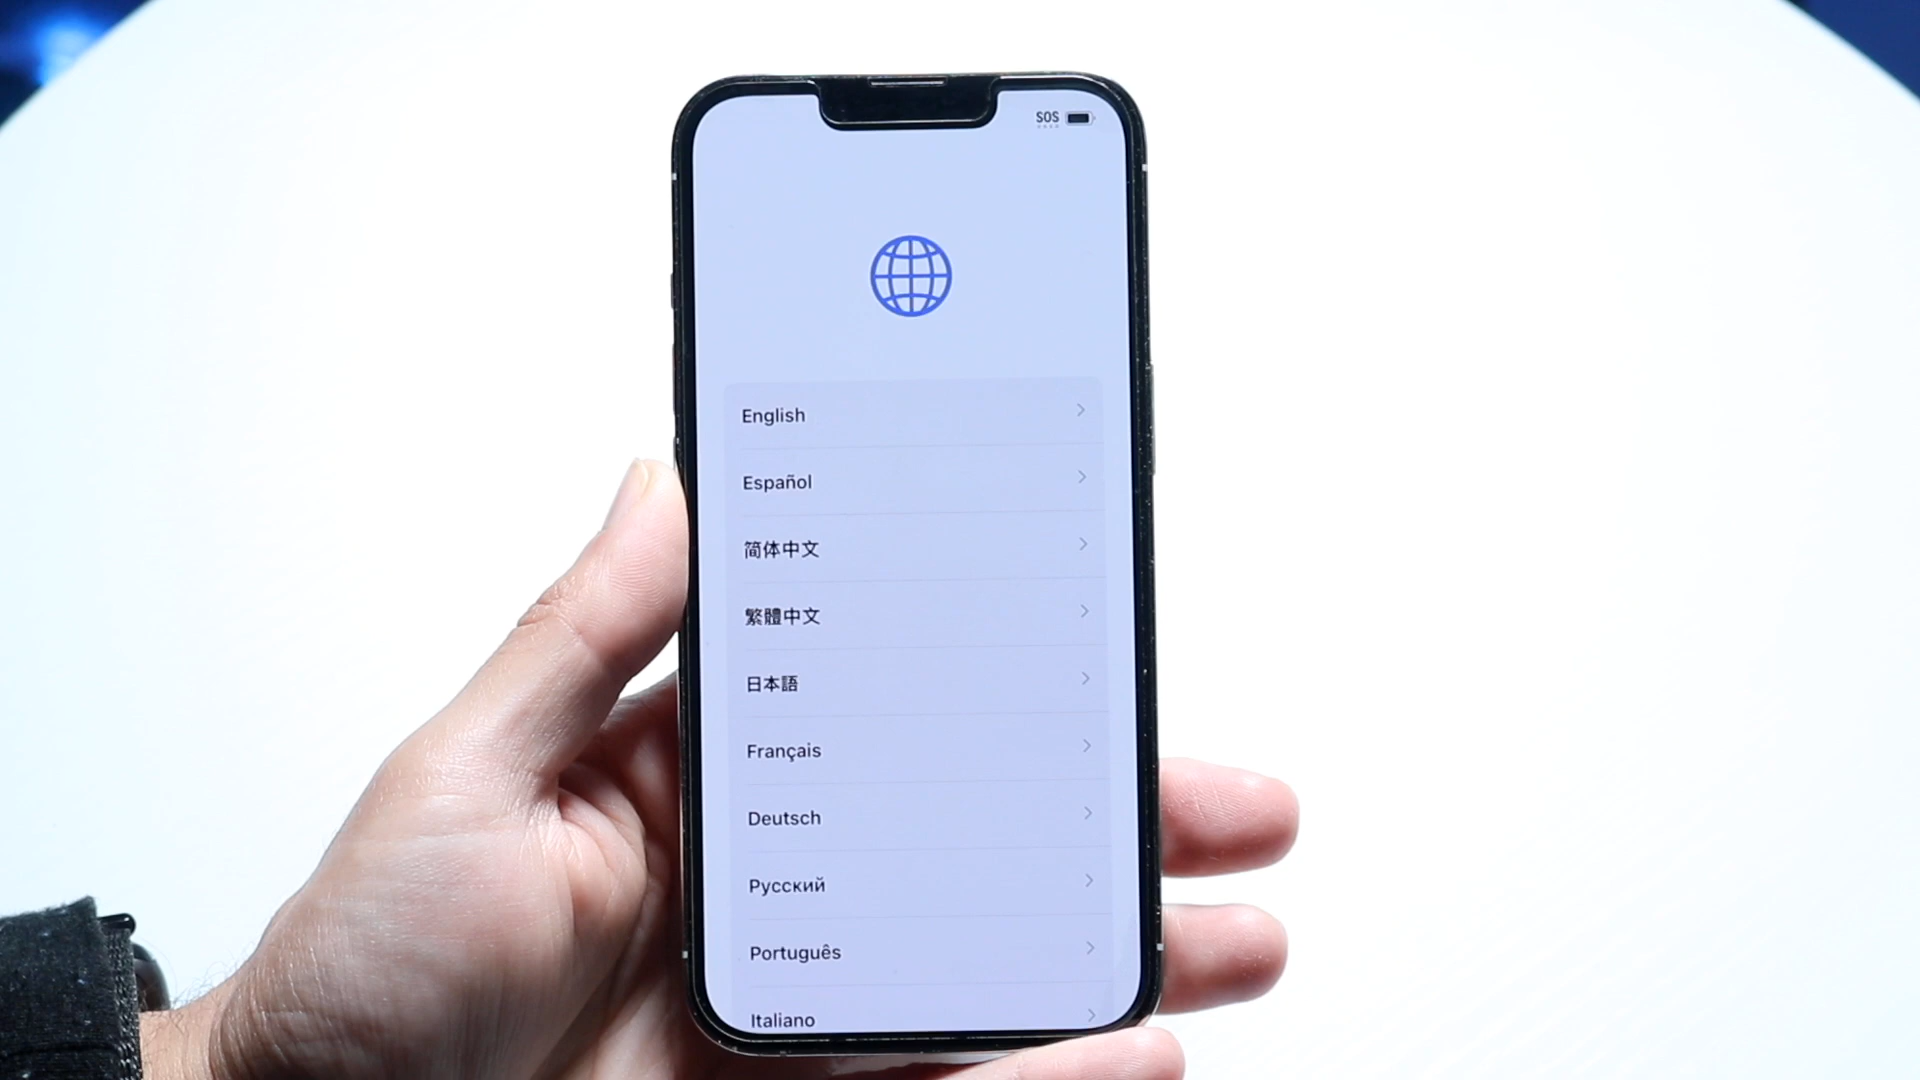 SOS
English
Español
简体中文
繁體中文
日本語
Français
Deutsch
Русский
Português
Italiano